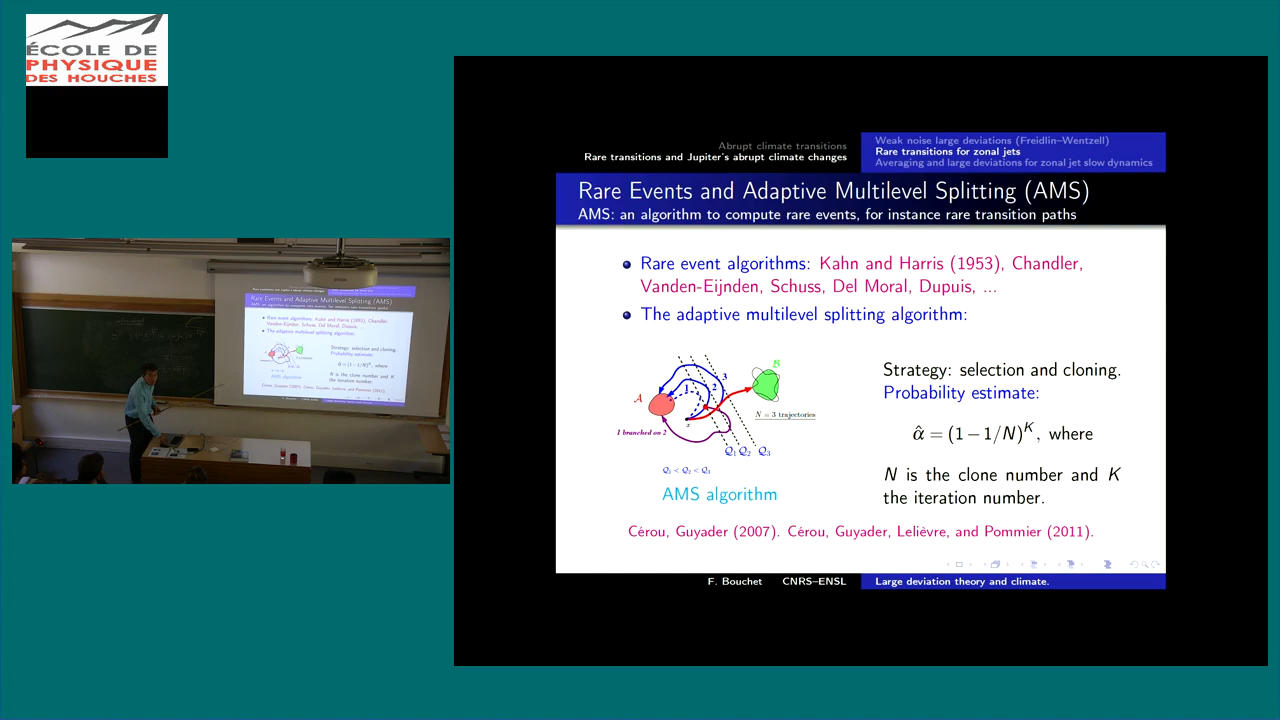 ÉCOLE DE
PHYSIQUE
DES HOUCHES
Abrupt climate transitions
Rare transitions and Jupiter's abrupt climate changes
Weak noise large deviations (Freidlin–Wentzell)
Rare transitions for zonal jets
Averaging and large deviations for zonal jet slow dynamics
Rare Events and Adaptive Multilevel Splitting (AMS)
AMS: an algorithm to compute rare events, for instance rare transition paths
Rare event algorithms: Kahn and Harris (1953), Chandler,
Vanden-Eijnden, Schuss, Del Moral, Dupuis, ...
The adaptive multilevel splitting algorithm:
A
B
1
2
3
x
N = 3 trajectories
1 branched on 2
Q₁ Q₂ Q₃
Q₁ < Q₂ < Q₃
AMS algorithm
Strategy: selection and cloning.
Probability estimate:
α̂ = (1 − 1/N)^K, where
N is the clone number and K
the iteration number.
Cérou, Guyader (2007). Cérou, Guyader, Lelièvre, and Pommier (2011).
F. Bouchet CNRS–ENSL
Large deviation theory and climate.